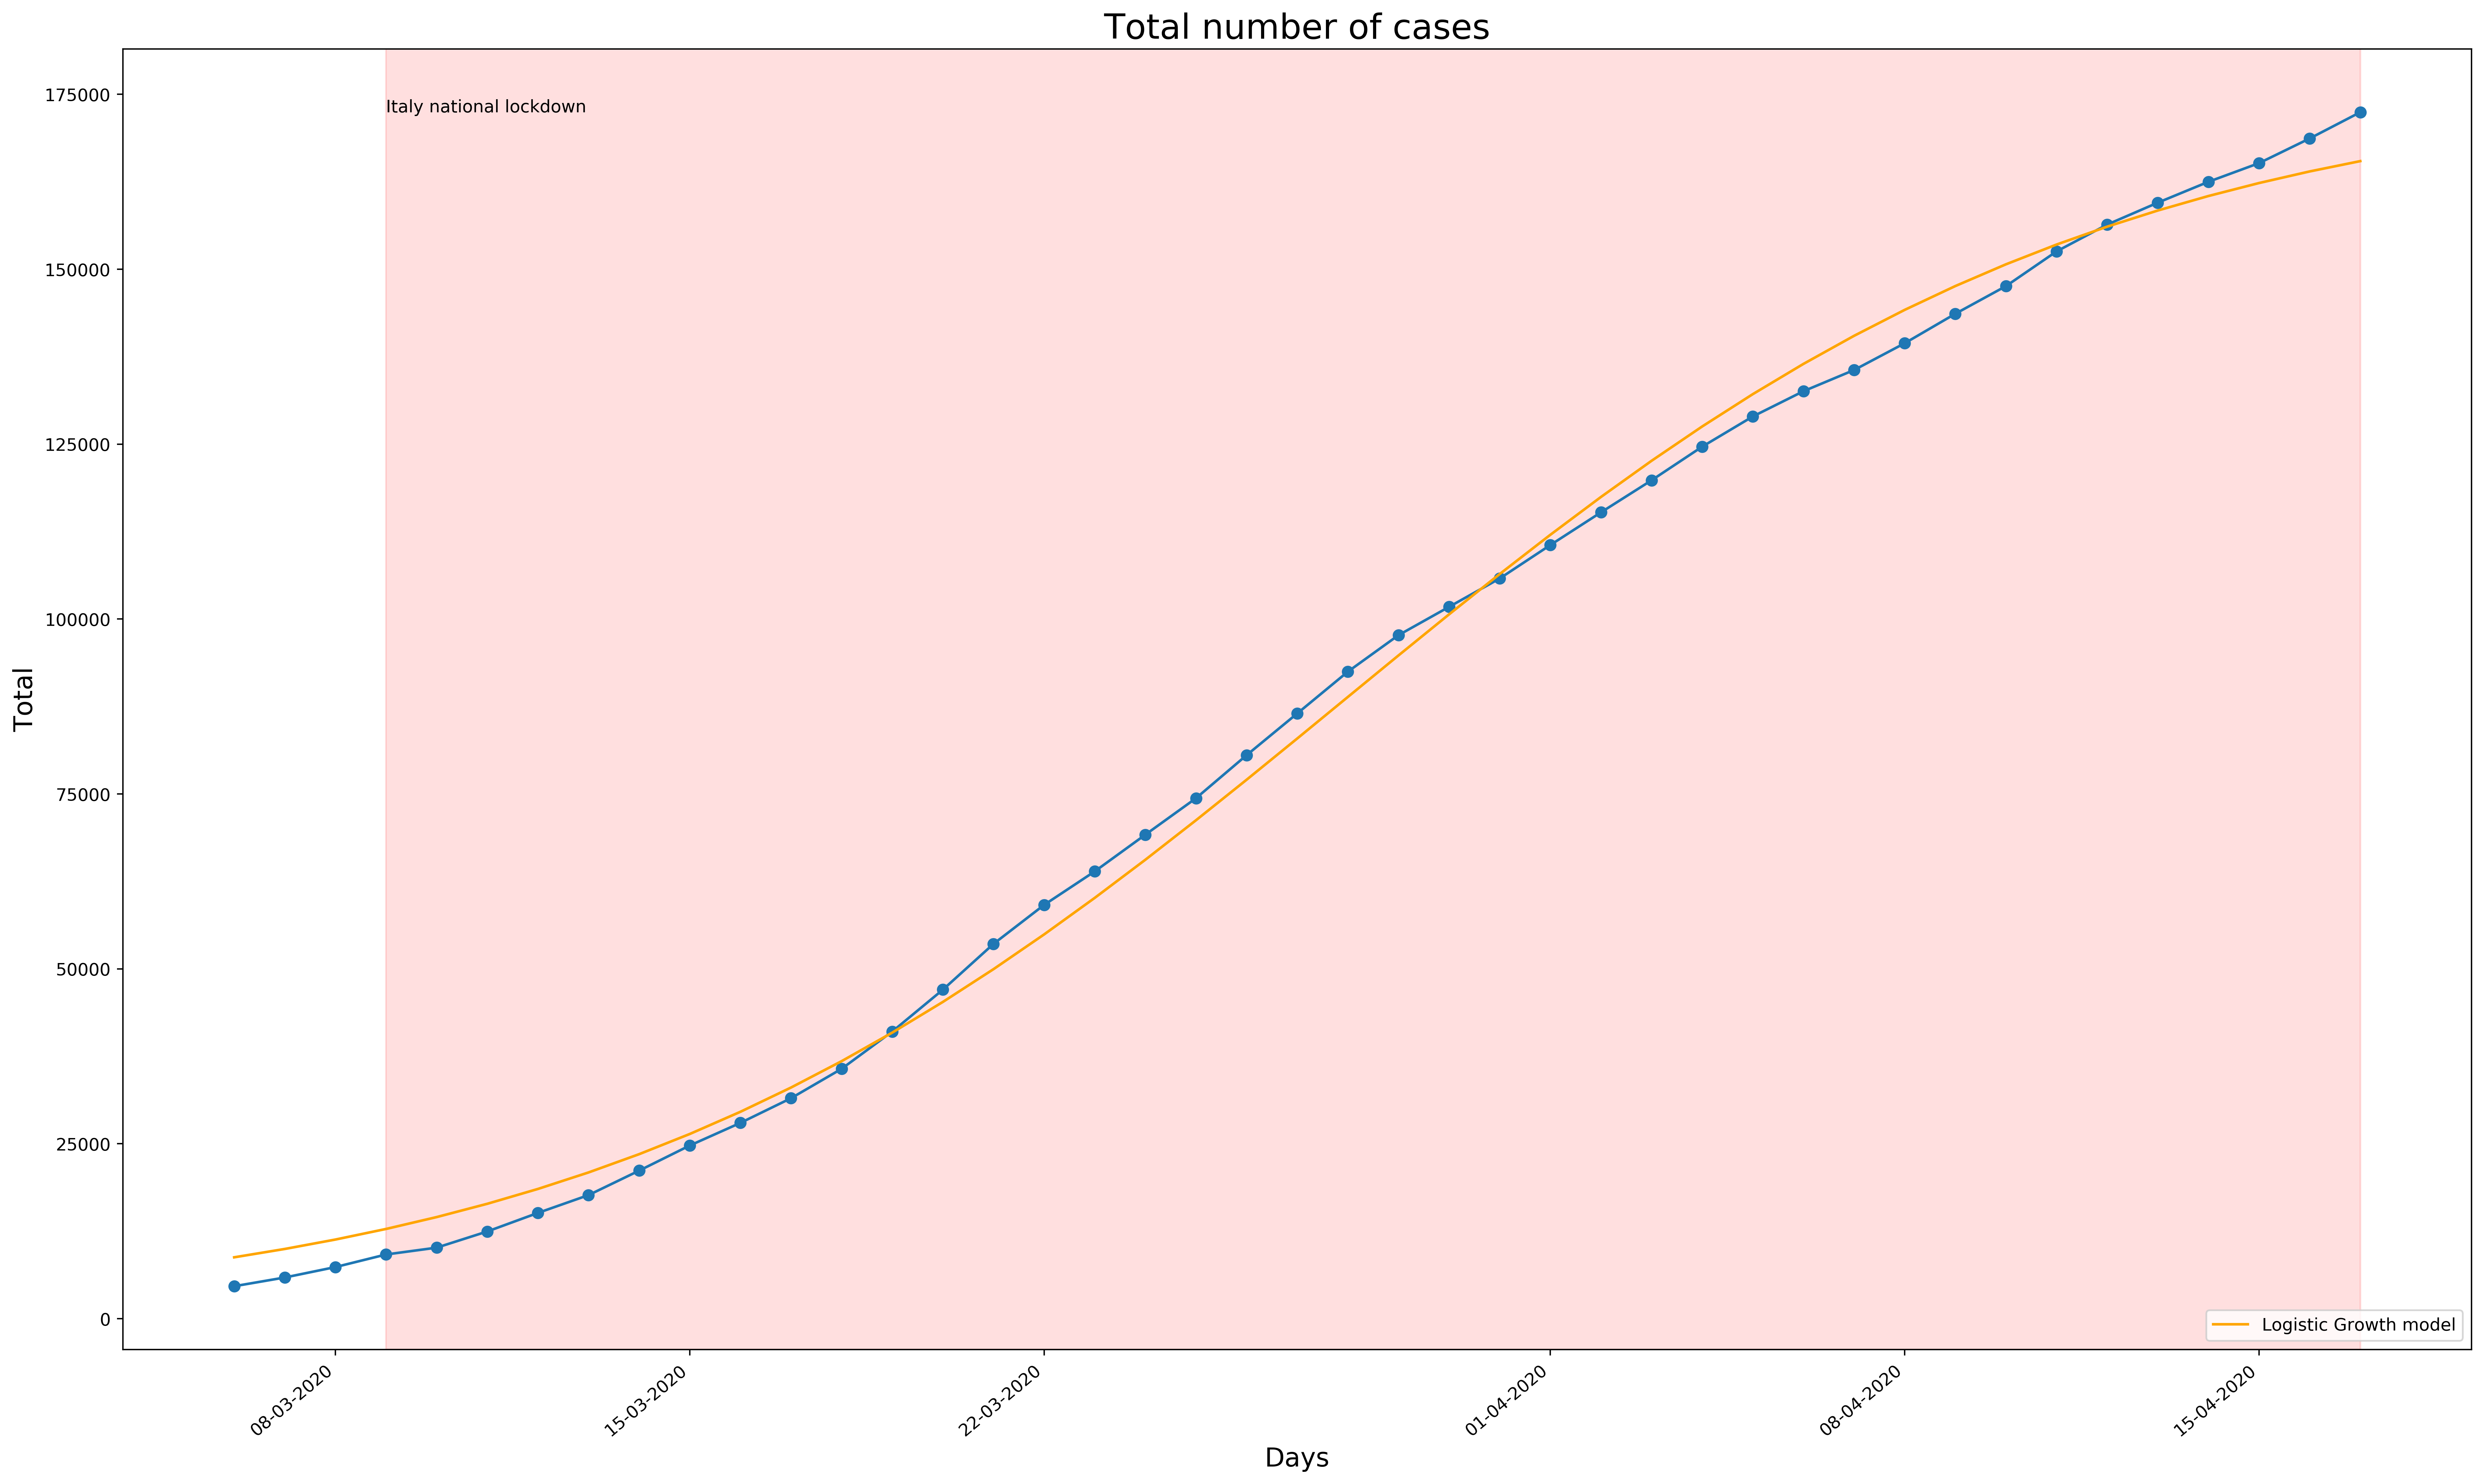 Total number of cases
175000
150000
125000
100000
75000
50000
25000
0
Total
Italy national lockdown
Logistic Growth model
08-03-2020
15-03-2020
22-03-2020
01-04-2020
08-04-2020
15-04-2020
Days